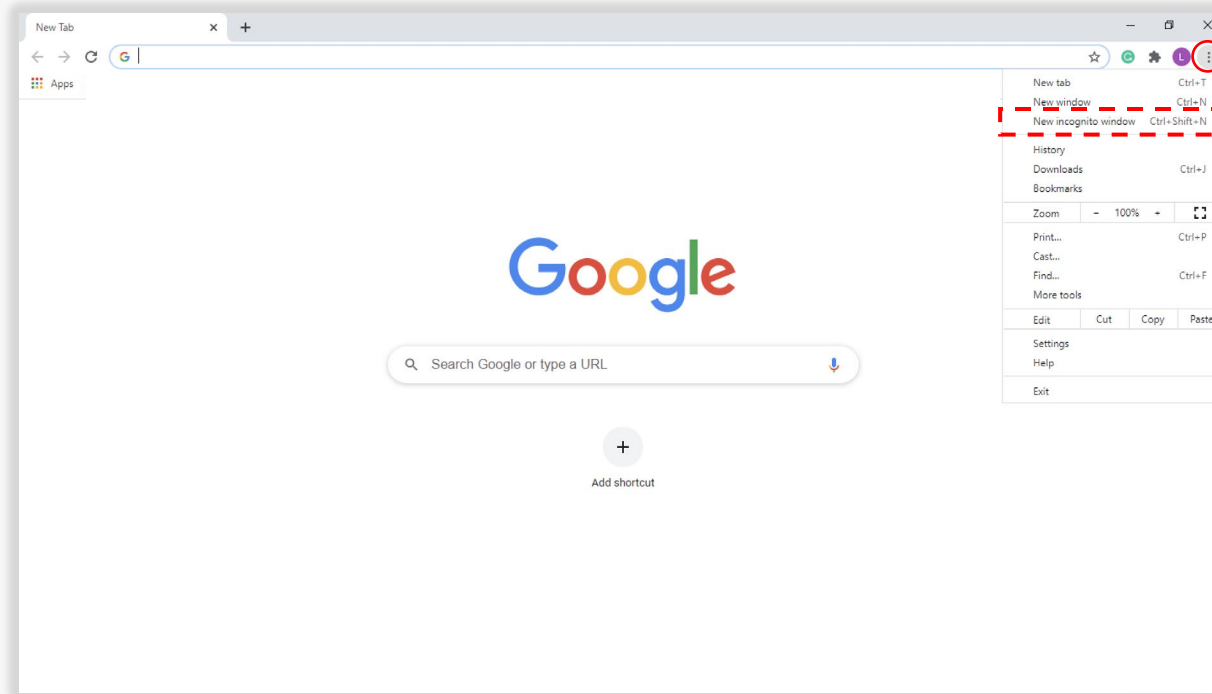 New Tab
G
L
Apps
New tab Ctrl+T
New window Ctrl+N
New incognito window Ctrl+Shift+N
History
Downloads Ctrl+J
Bookmarks
Zoom - 100% +
Print... Ctrl+P
Cast...
Find... Ctrl+F
More tools
Edit Cut Copy Paste
Settings
Help
Exit
Google
Search Google or type a URL
Add shortcut